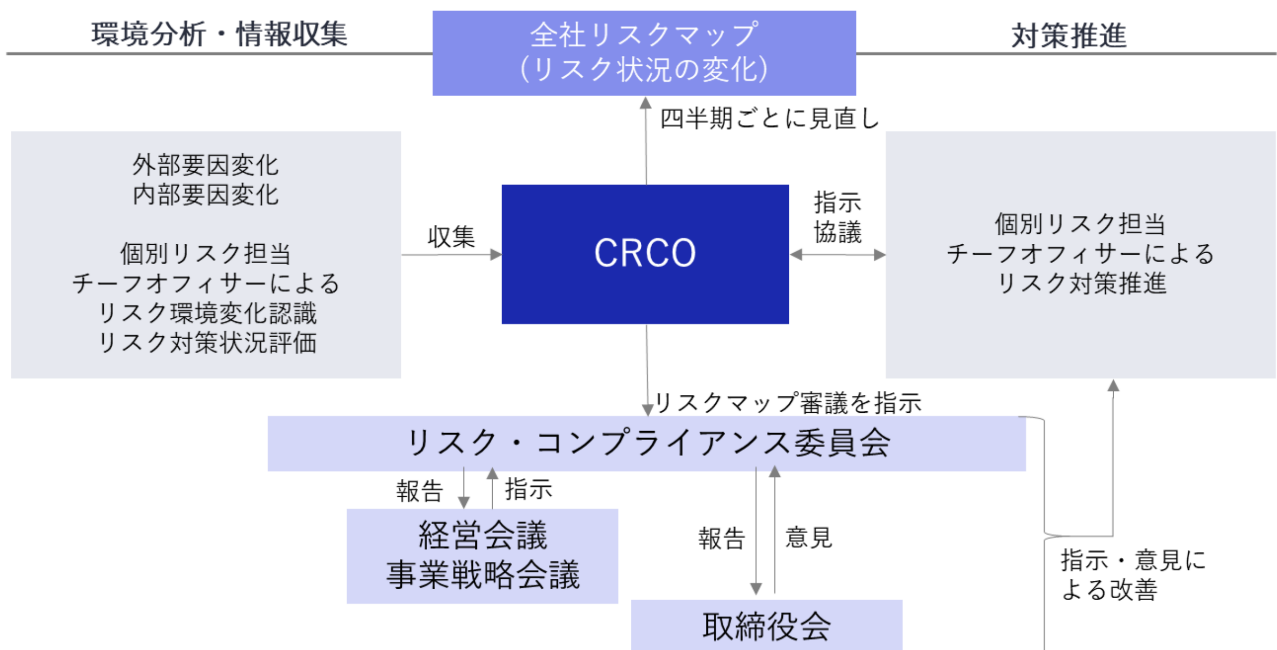 環境分析・情報収集
全社リスクマップ
(リスク状況の変化)
対策推進
四半期ごとに見直し
外部要因変化
内部要因変化
個別リスク担当
チーフオフィサーによる
リスク環境変化認識
リスク対策状況評価
収集
CRCO
指示
協議
個別リスク担当
チーフオフィサーによる
リスク対策推進
リスクマップ審議を指示
リスク・コンプライアンス委員会
報告
指示
経営会議
事業戦略会議
報告
意見
取締役会
指示・意見に
よる改善